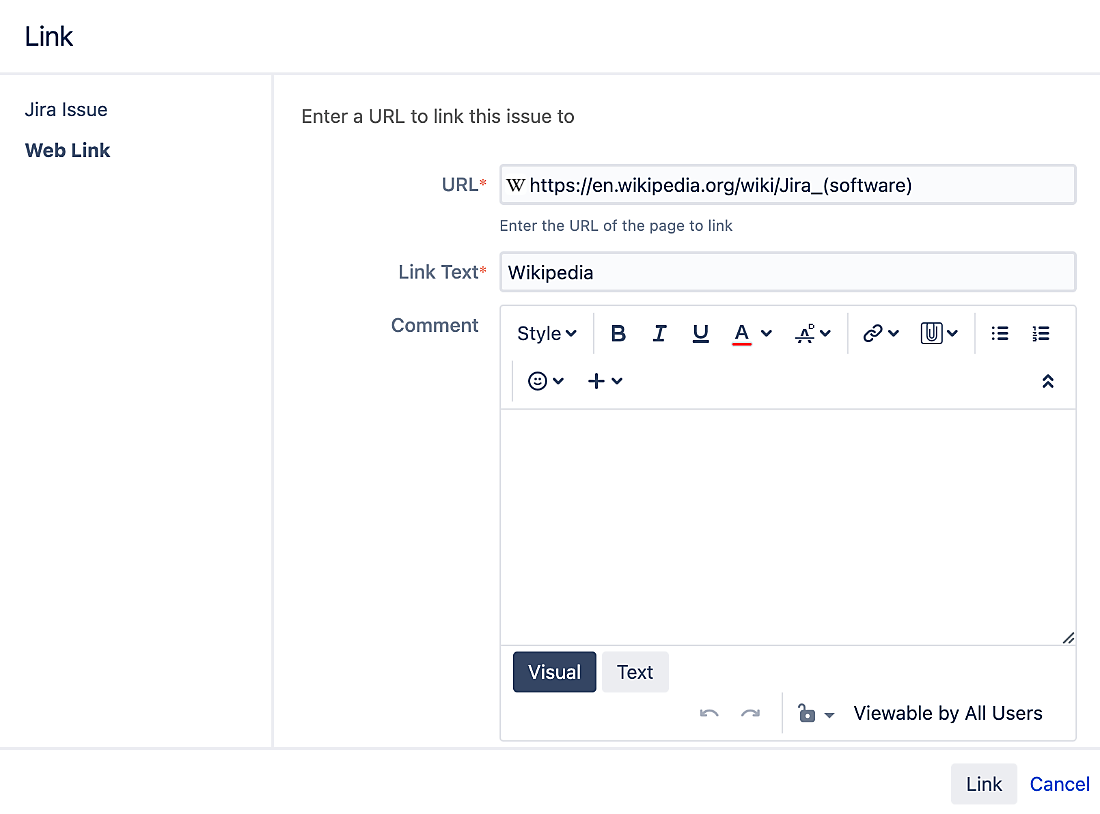 Link
Jira Issue
Web Link
Enter a URL to link this issue to
URL* W https://en.wikipedia.org/wiki/Jira_(software)
Enter the URL of the page to link
Link Text* Wikipedia
Comment
Style B I U A
Visual Text
Viewable by All Users
Link Cancel